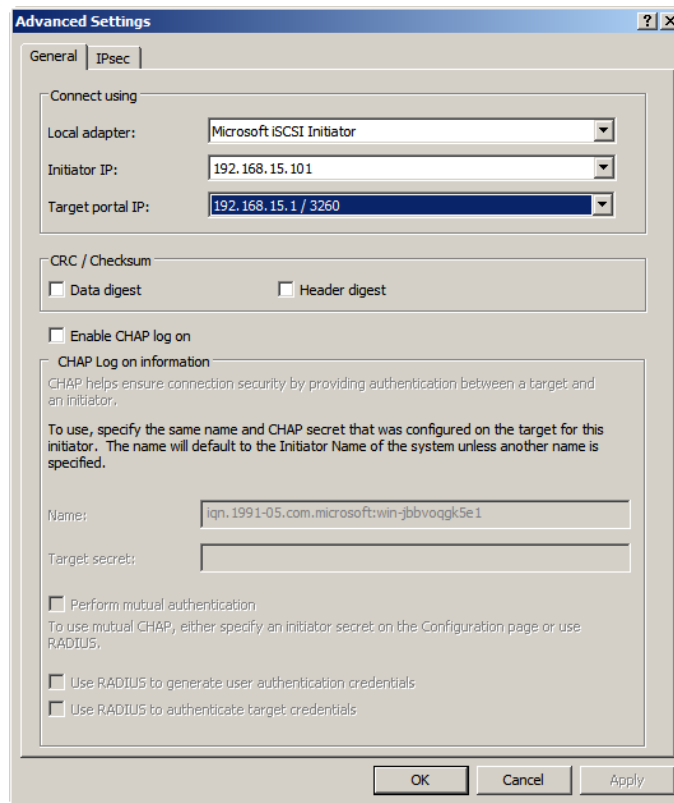 Advanced Settings
General
IPsec
Connect using
Local adapter:
Microsoft iSCSI Initiator
Initiator IP:
192.168.15.101
Target portal IP:
192.168.15.1 / 3260
CRC / Checksum
Data digest
Header digest
Enable CHAP log on
CHAP Log on information
CHAP helps ensure connection security by providing authentication between a target and
an initiator.
To use, specify the same name and CHAP secret that was configured on the target for this
initiator. The name will default to the Initiator Name of the system unless another name is
specified.
Name:
iqn.1991-05.com.microsoft:win-jbbvoqgk5e1
Target secret:
Perform mutual authentication
To use mutual CHAP, either specify an initiator secret on the Configuration page or use
RADIUS.
Use RADIUS to generate user authentication credentials
Use RADIUS to authenticate target credentials
OK
Cancel
Apply